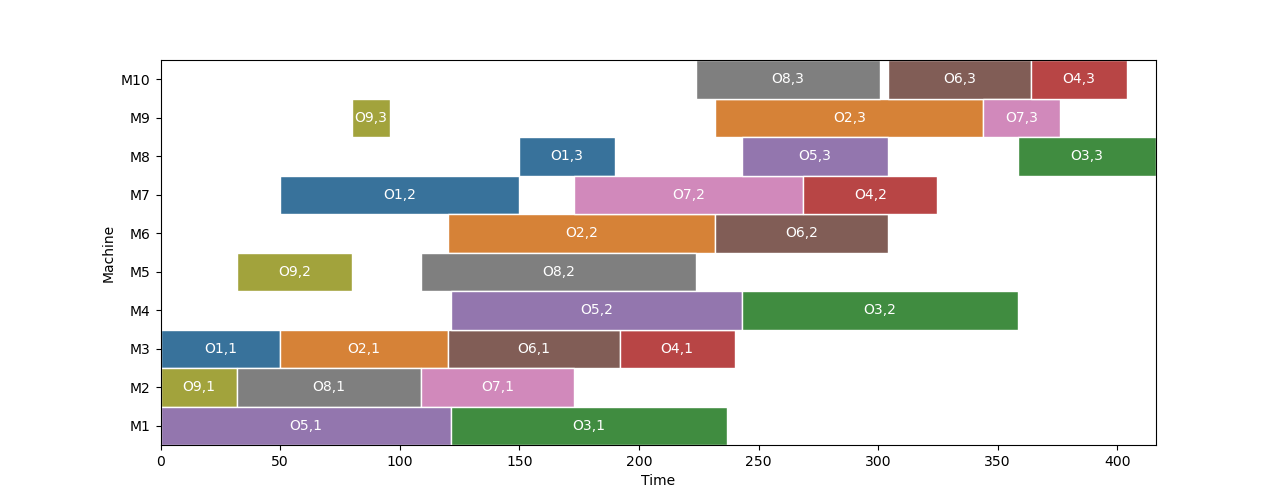 M10 O8,3 O6,3 O4,3
M9 O9,3 O2,3 O7,3
M8 O1,3 O5,3 O3,3
M7 O1,2 O7,2 O4,2
M6 O2,2 O6,2
M5 O9,2 O8,2
M4 O5,2 O3,2
M3 O1,1 O2,1 O6,1 O4,1
M2 O9,1 O8,1 O7,1
M1 O5,1 O3,1
Machine
0 50 100 150 200 250 300 350 400
Time